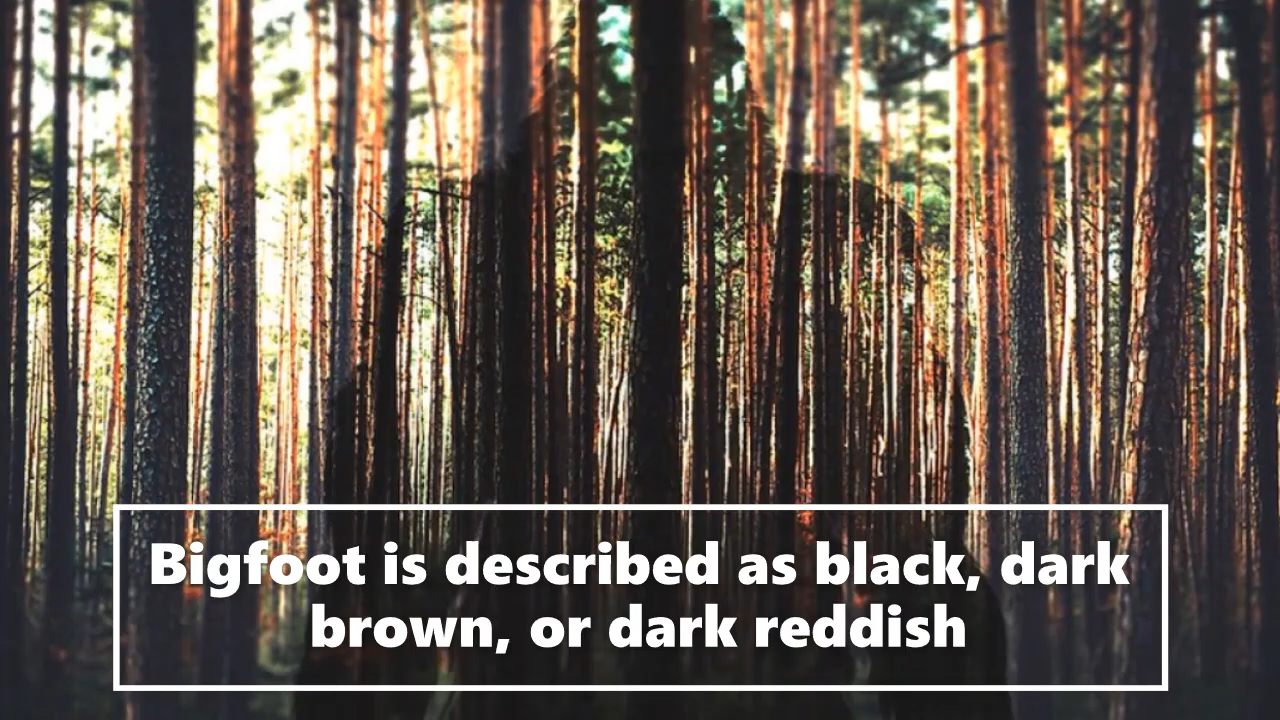 Bigfoot is described as black, dark
brown, or dark reddish